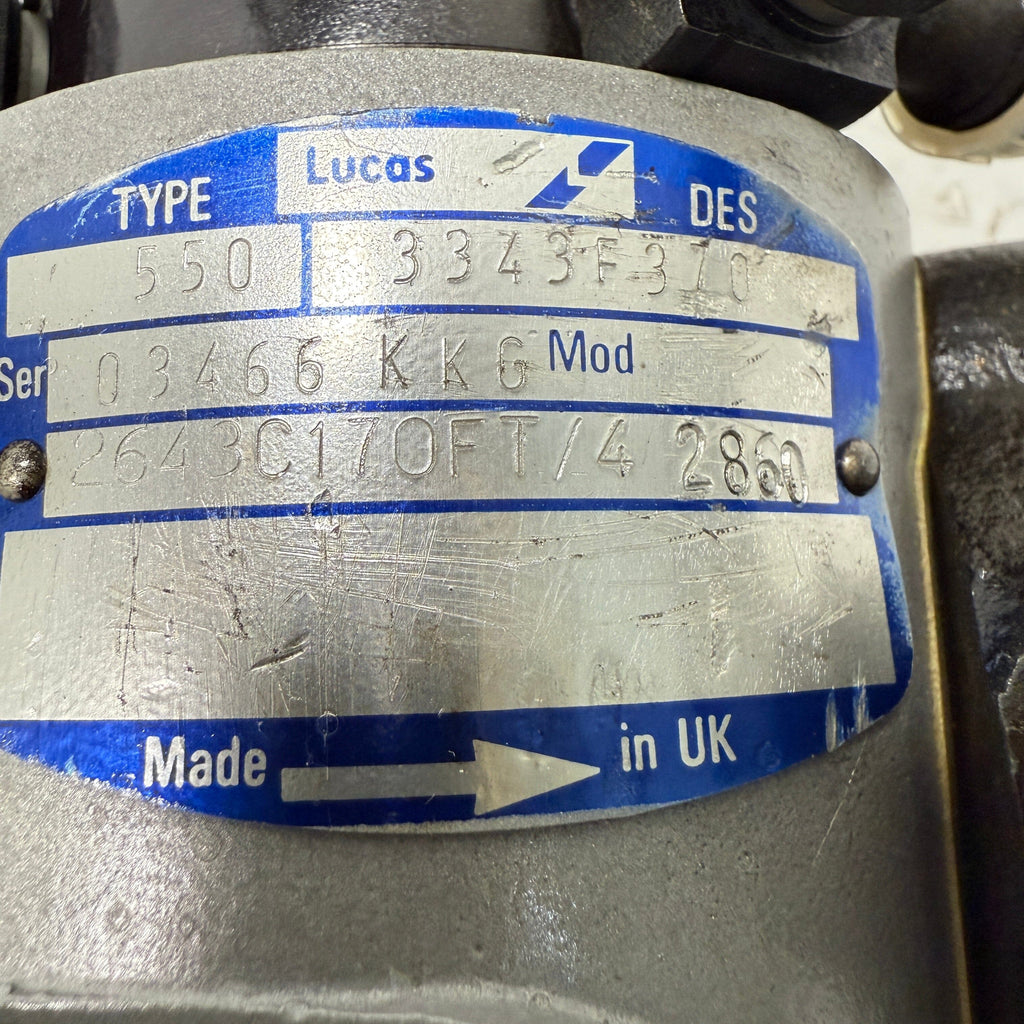 Lucas
TYPE DES
550 3343F370
Ser 03466 KKG Mod
2643C170FT/4 2860
Made in UK